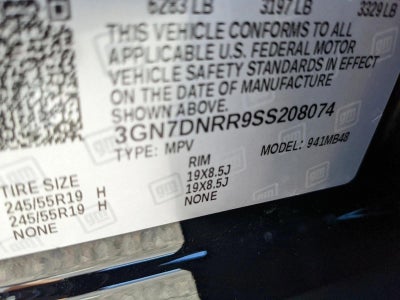 6283 LB 3197 LB 3329 LB
THIS VEHICLE CONFORMS TO ALL
APPLICABLE U.S. FEDERAL MOTOR
VEHICLE SAFETY STANDARDS IN EFFECT
ON THE DATE OF MANUFACTURE
SHOWN ABOVE.
3GN7DNRR9SS208074
TYPE: MPV MODEL: 941MB48
TIRE SIZE RIM
245/55R19 H 19X8.5J
245/55R19 H 19X8.5J
NONE NONE